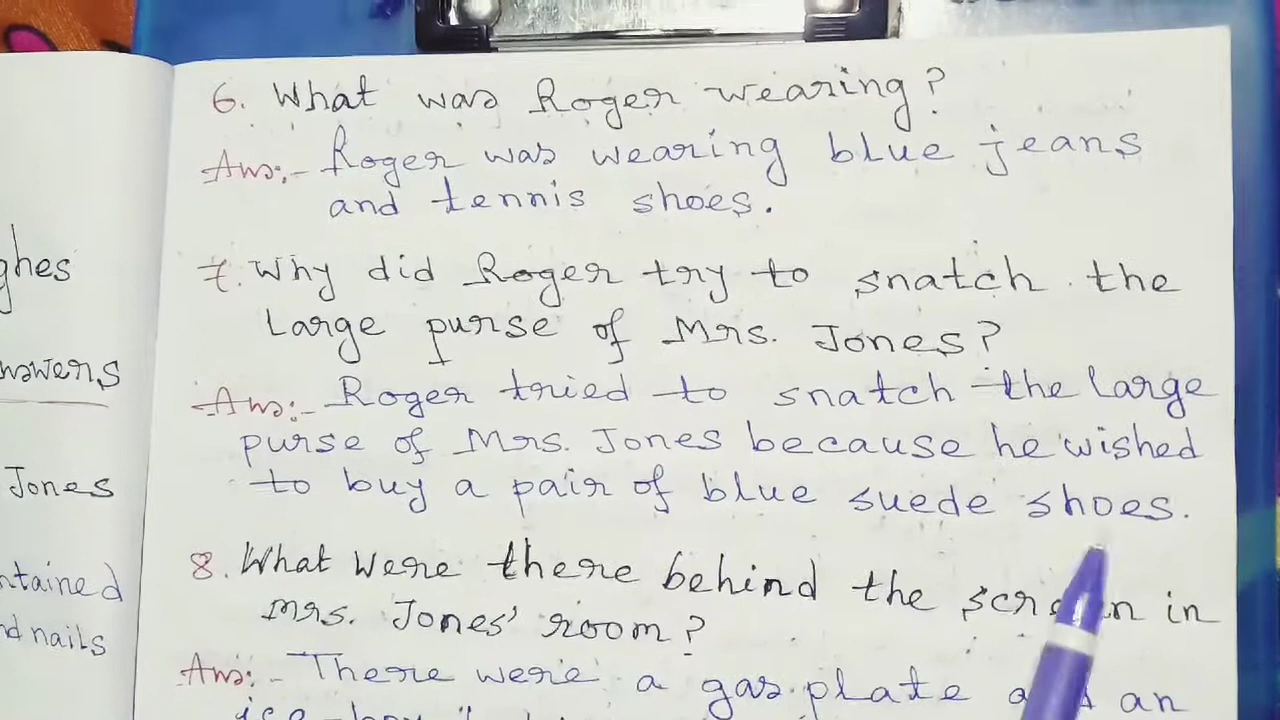 ghes
nswers
Jones
ntained
nd nails
6. What was Roger wearing?
Ans:- Roger was wearing blue jeans
and tennis shoes.
7. Why did Roger try to snatch the
Large purse of Mrs. Jones?
Ans:- Roger tried to snatch the large
purse of Mrs. Jones because he wished
to buy a pair of blue suede shoes.
8. What were there behind the in
Mrs. Jones' room?
Ans:- There were a gas plate an